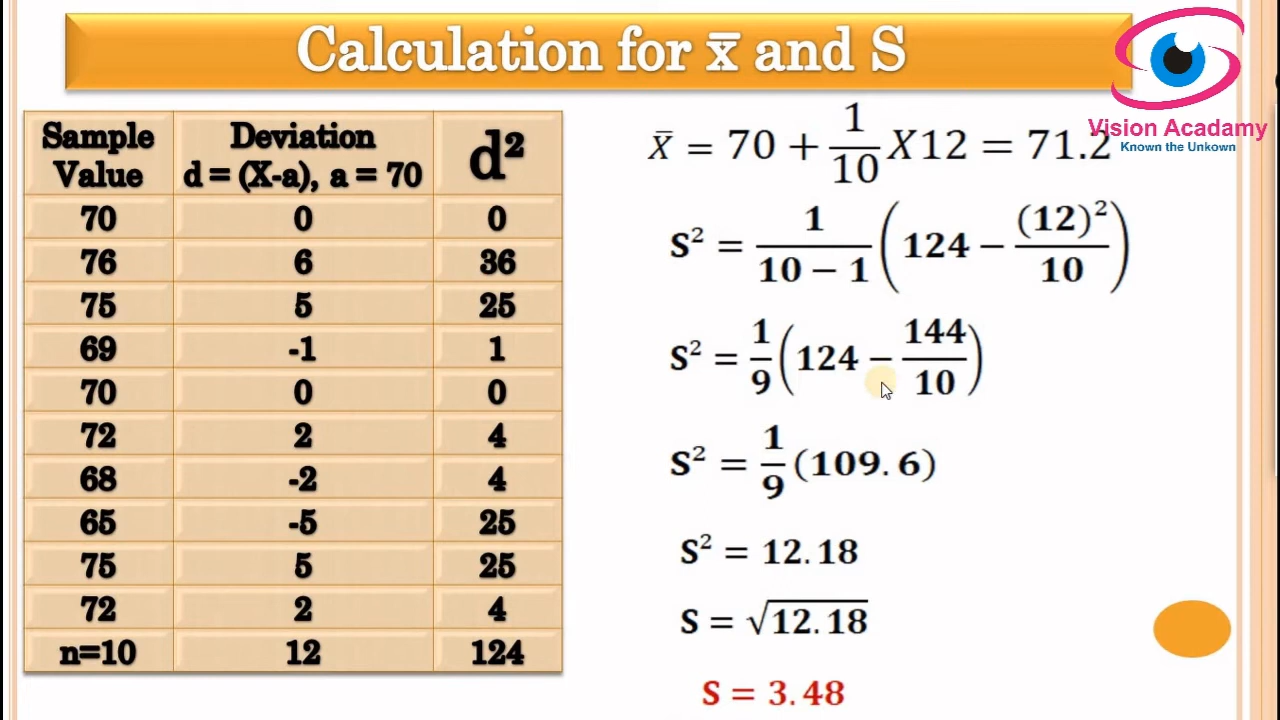 Calculation for x̅ and S
Vision Acadamy
Known the Unkown
Sample Value | Deviation d = (X-a), a = 70 | d²
70 | 0 | 0
76 | 6 | 36
75 | 5 | 25
69 | -1 | 1
70 | 0 | 0
72 | 2 | 4
68 | -2 | 4
65 | -5 | 25
75 | 5 | 25
72 | 2 | 4
n=10 | 12 | 124
x̅ = 70 + 1/10 X12 = 71.2
S² = 1/(10 − 1) (124 − (12)²/10)
S² = 1/9 (124 − 144/10)
S² = 1/9 (109.6)
S² = 12.18
S = √12.18
S = 3.48